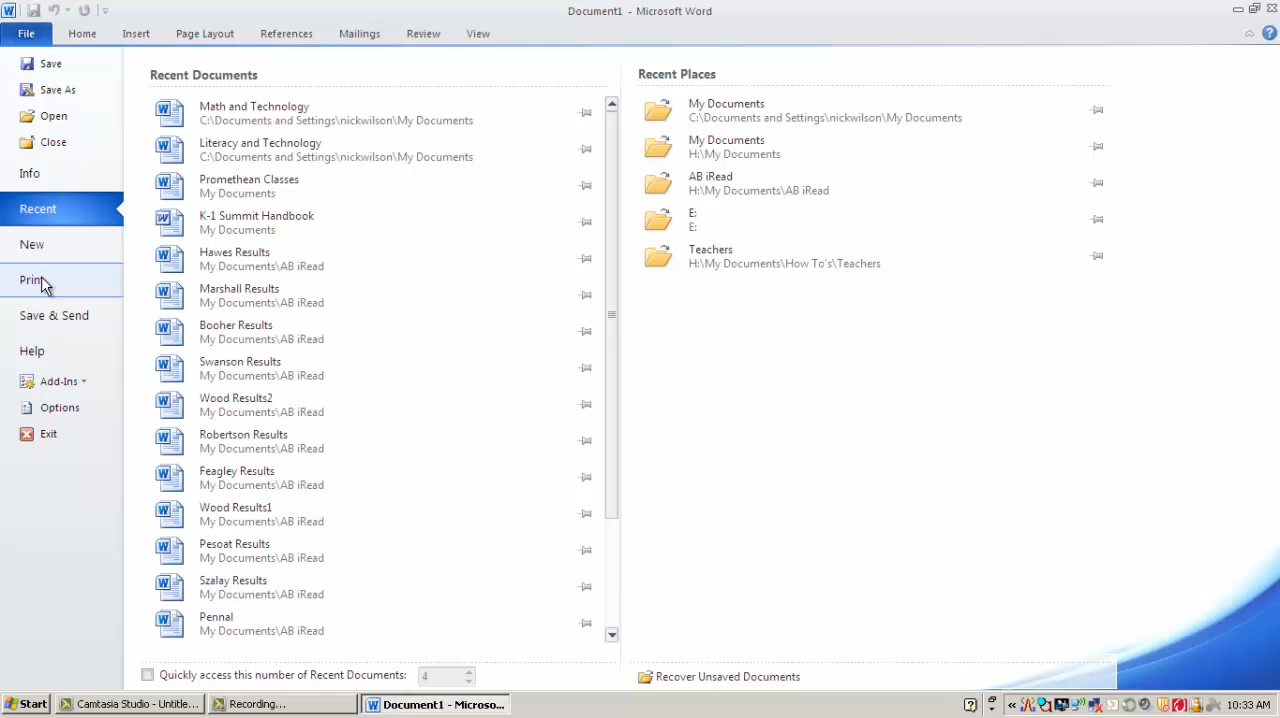 Document1 - Microsoft Word
File Home Insert Page Layout References Mailings Review View
Save
Save As
Open
Close
Info
Recent
New
Print
Save & Send
Help
Add-Ins
Options
Exit
Recent Documents
Math and Technology
C:\Documents and Settings\nickwilson\My Documents
Literacy and Technology
C:\Documents and Settings\nickwilson\My Documents
Promethean Classes
My Documents
K-1 Summit Handbook
My Documents
Hawes Results
My Documents\AB iRead
Marshall Results
My Documents\AB iRead
Booher Results
My Documents\AB iRead
Swanson Results
My Documents\AB iRead
Wood Results2
My Documents\AB iRead
Robertson Results
My Documents\AB iRead
Feagley Results
My Documents\AB iRead
Wood Results1
My Documents\AB iRead
Pesoat Results
My Documents\AB iRead
Szalay Results
My Documents\AB iRead
Pennal
My Documents\AB iRead
Quickly access this number of Recent Documents: 4
Recent Places
My Documents
C:\Documents and Settings\nickwilson\My Documents
My Documents
H:\My Documents
AB iRead
H:\My Documents\AB iRead
E:
E:
Teachers
H:\My Documents\How To's\Teachers
Recover Unsaved Documents
Start Camtasia Studio - Untitle... Recording... Document1 - Microso... 10:33 AM